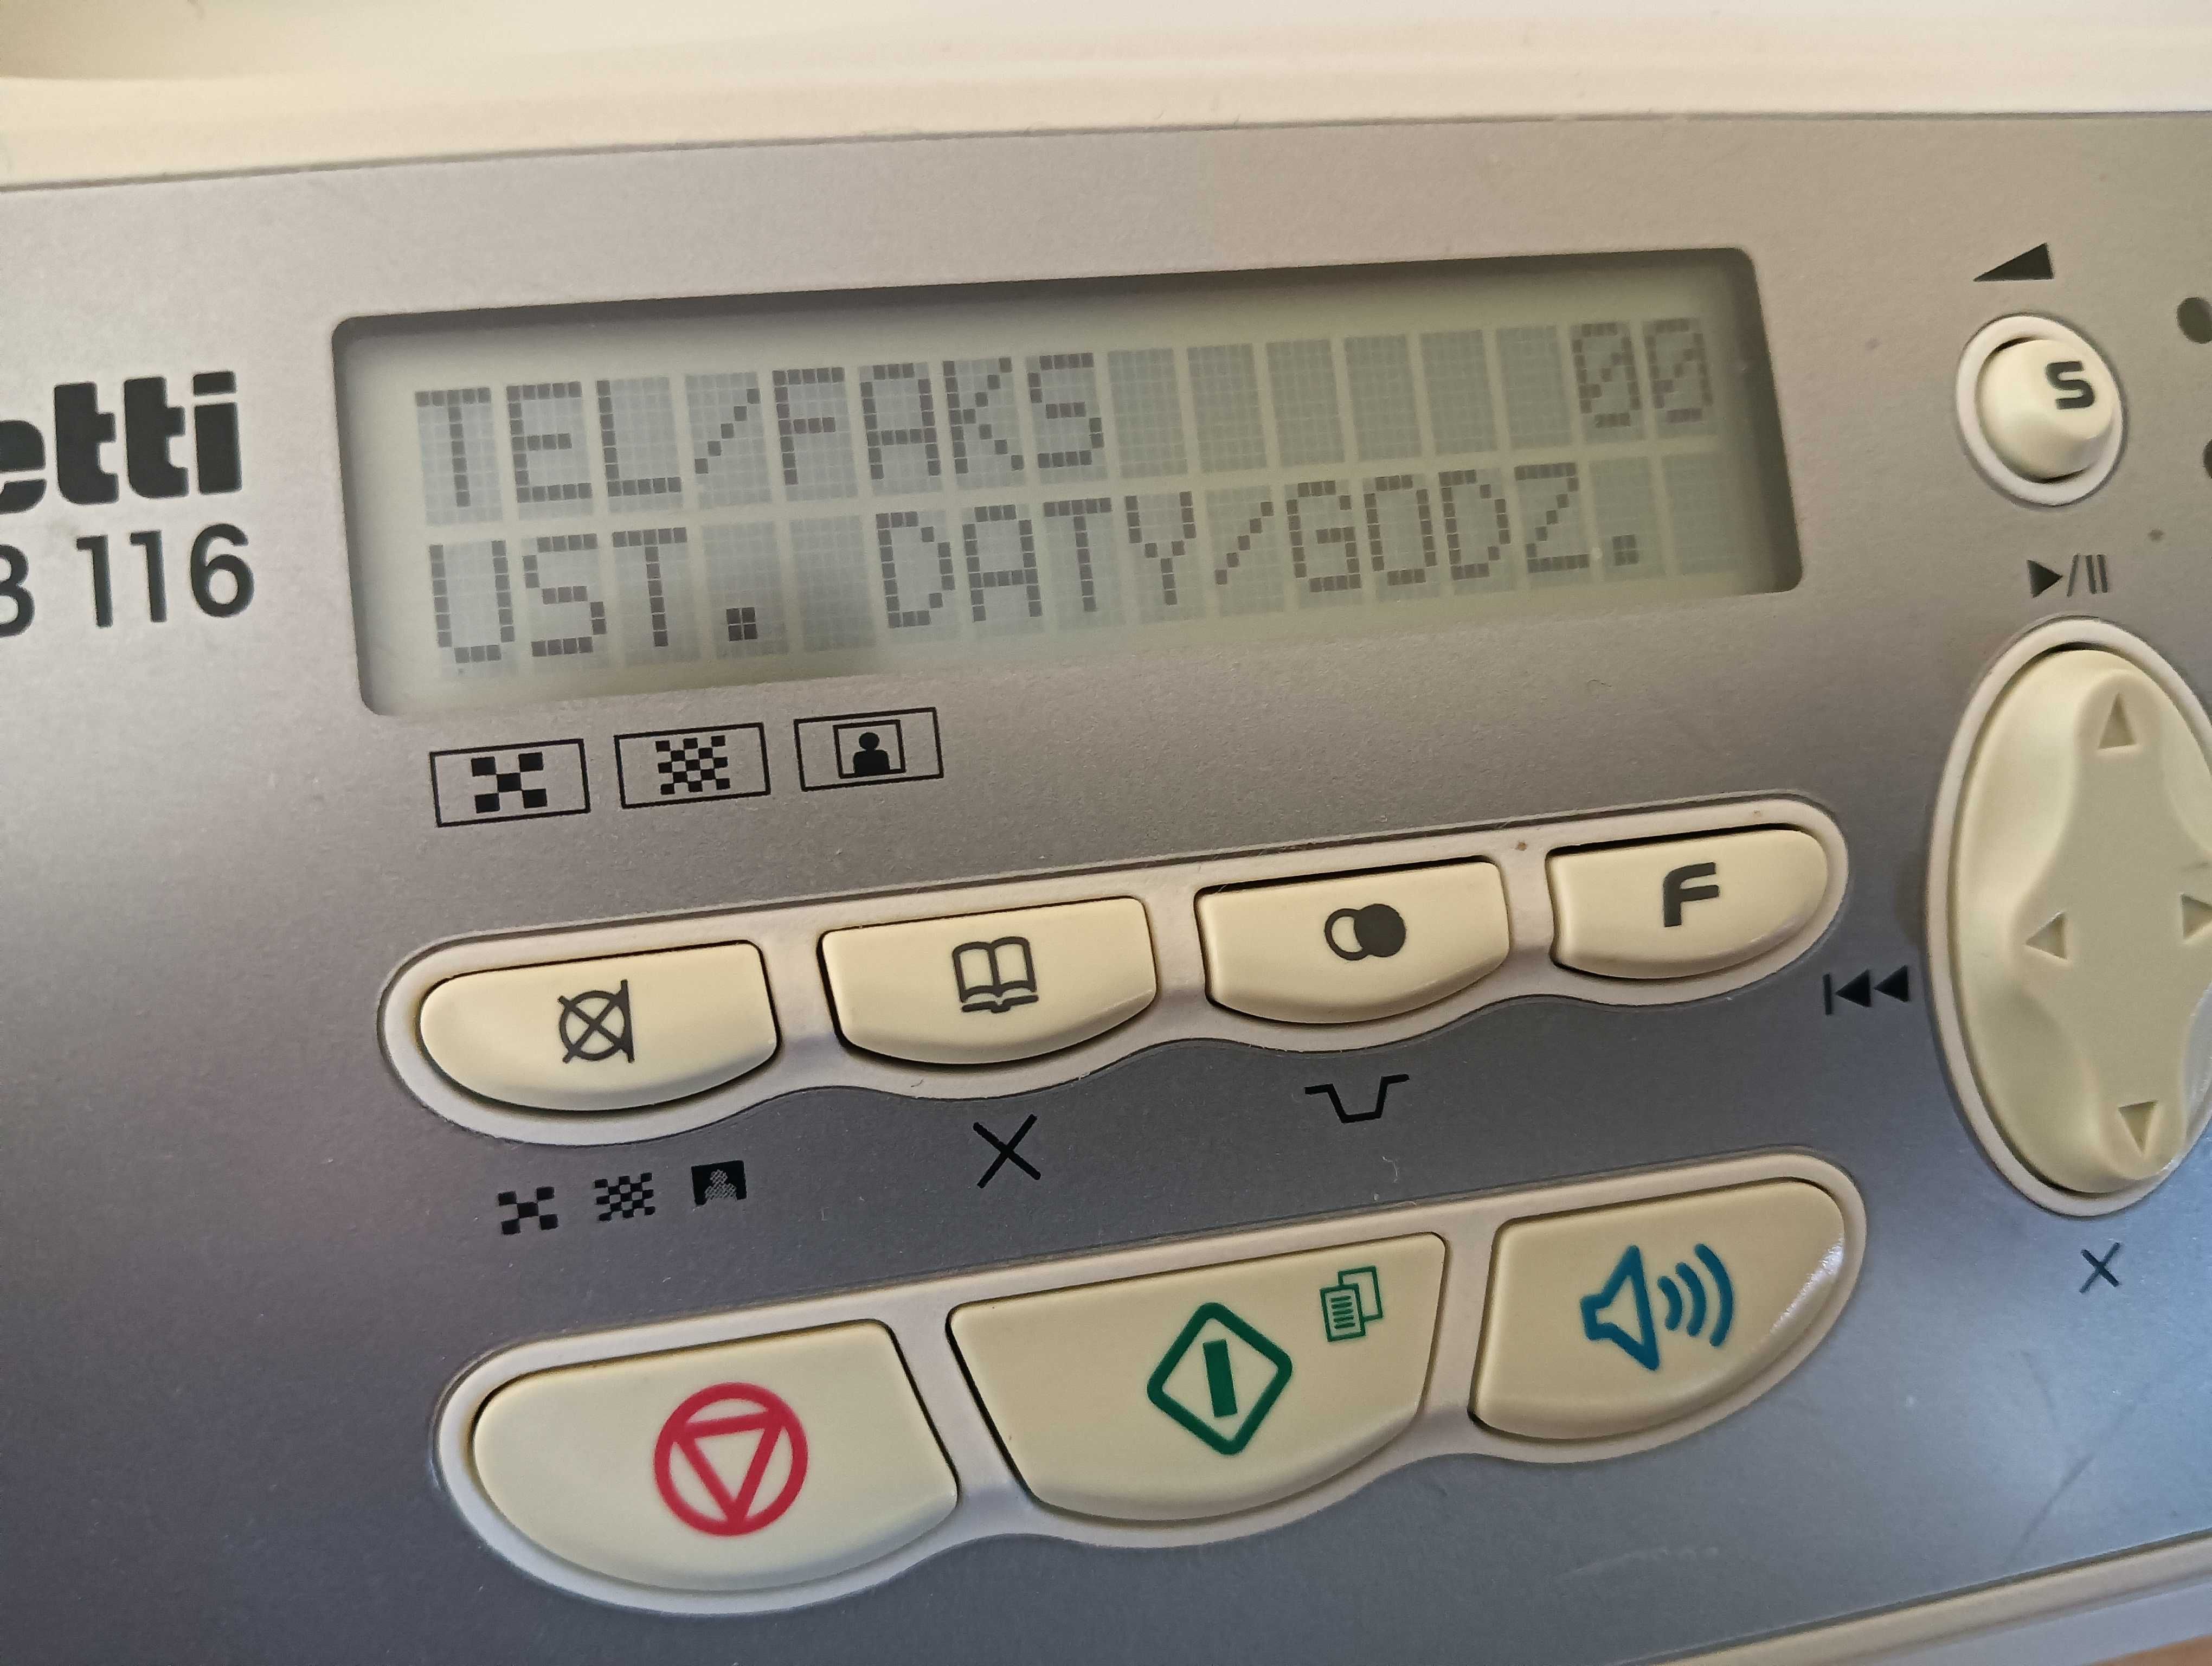 TEL/FAKS 00
UST. DATY/GODZ.
etti
116
S
F